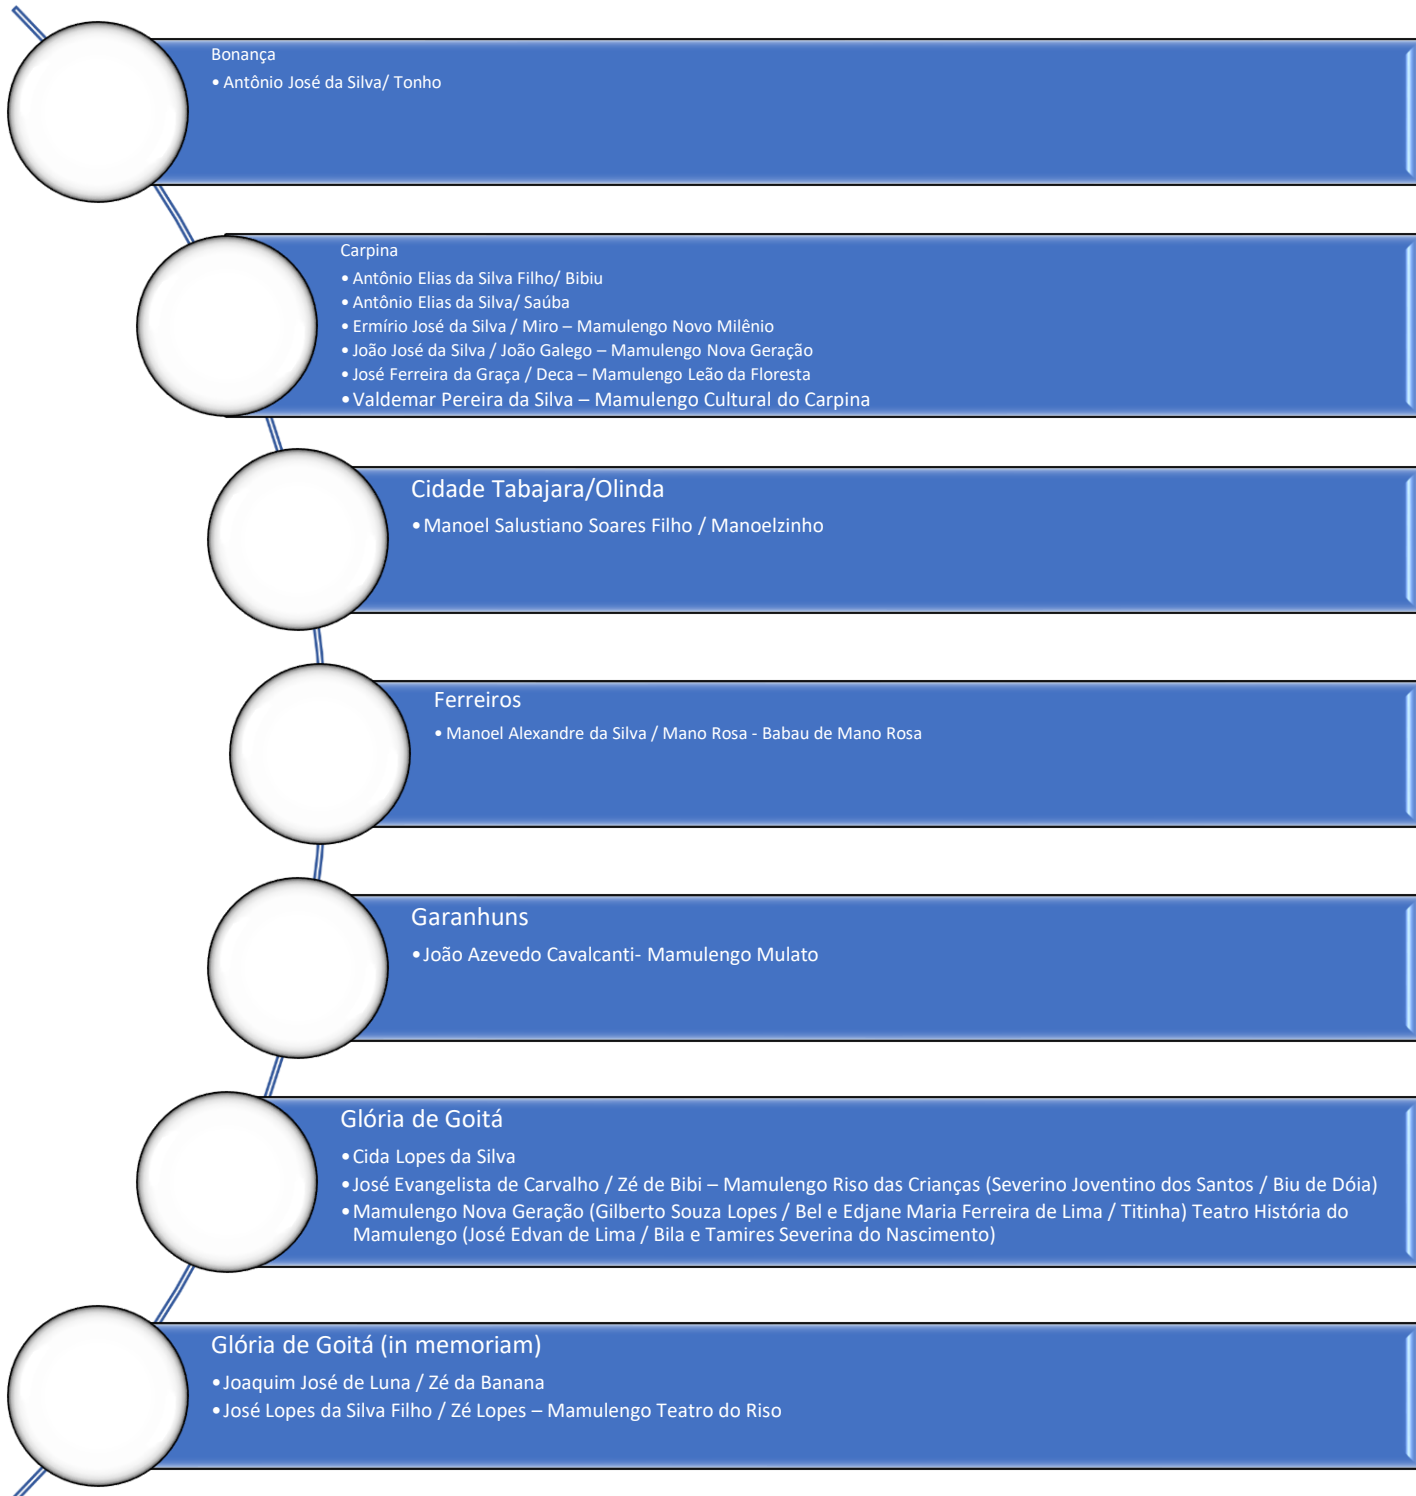 Bonança
• Antônio José da Silva/ Tonho
Carpina
• Antônio Elias da Silva Filho/ Bibiu
• Antônio Elias da Silva/ Saúba
• Ermírio José da Silva / Miro – Mamulengo Novo Milênio
• João José da Silva / João Galego – Mamulengo Nova Geração
• José Ferreira da Graça / Deca – Mamulengo Leão da Floresta
• Valdemar Pereira da Silva – Mamulengo Cultural do Carpina
Cidade Tabajara/Olinda
• Manoel Salustiano Soares Filho / Manoelzinho
Ferreiros
• Manoel Alexandre da Silva / Mano Rosa - Babau de Mano Rosa
Garanhuns
• João Azevedo Cavalcanti- Mamulengo Mulato
Glória de Goitá
• Cida Lopes da Silva
• José Evangelista de Carvalho / Zé de Bibi – Mamulengo Riso das Crianças (Severino Joventino dos Santos / Biu de Dóia)
• Mamulengo Nova Geração (Gilberto Souza Lopes / Bel e Edjane Maria Ferreira de Lima / Titinha) Teatro História do
Mamulengo (José Edvan de Lima / Bila e Tamires Severina do Nascimento)
Glória de Goitá (in memoriam)
• Joaquim José de Luna / Zé da Banana
• José Lopes da Silva Filho / Zé Lopes – Mamulengo Teatro do Riso